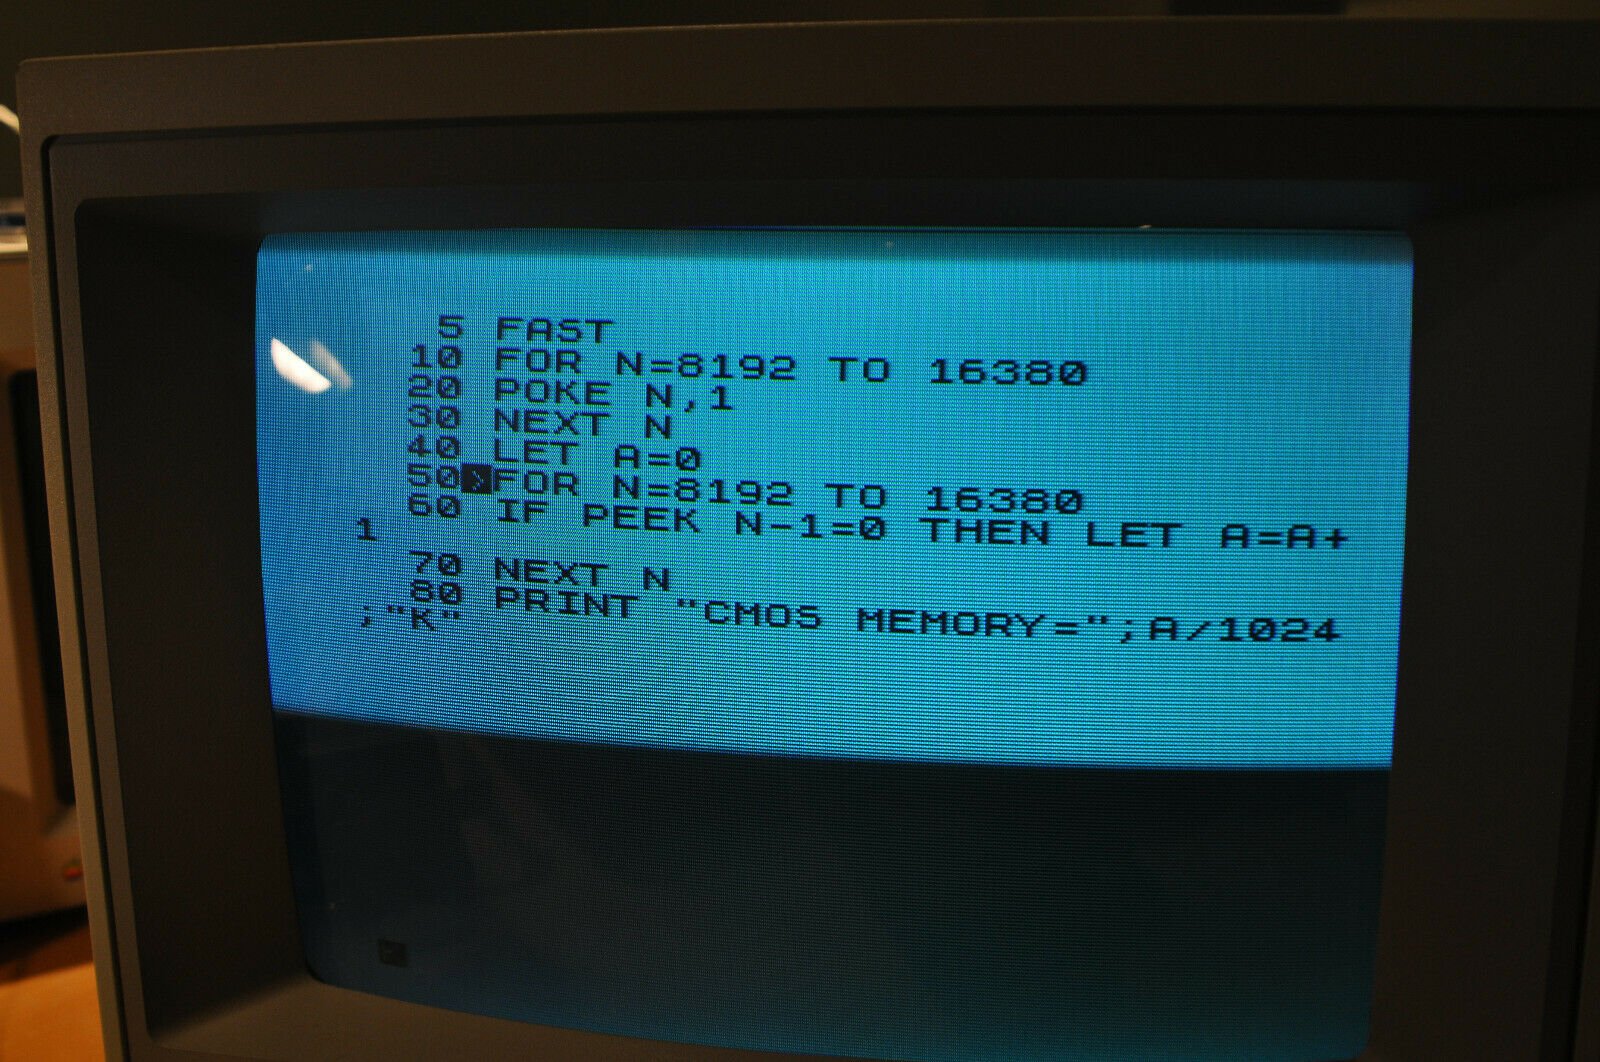 5 FAST
10 FOR N=8192 TO 16380
20 POKE N,1
30 NEXT N
40 LET A=0
50>FOR N=8192 TO 16380
60 IF PEEK N-1=0 THEN LET A=A+
1
70 NEXT N
80 PRINT "CMOS MEMORY=";A/1024
;"K"